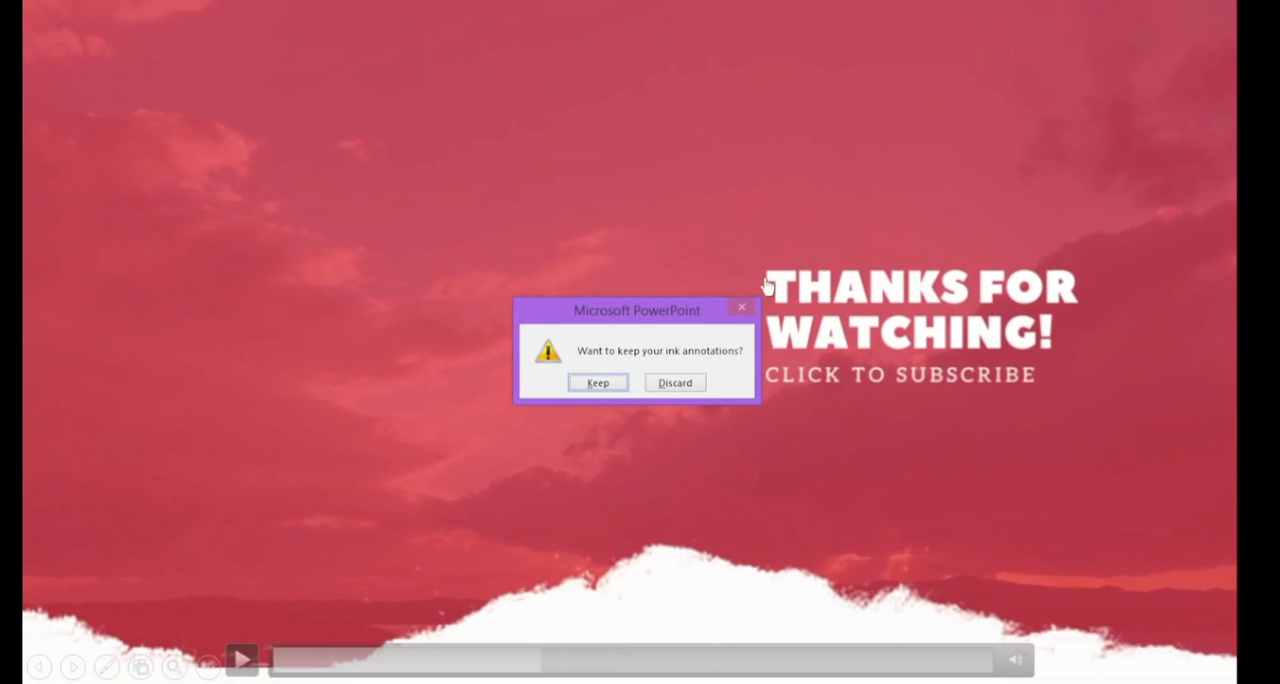 THANKS FOR
WATCHING!
CLICK TO SUBSCRIBE
Microsoft PowerPoint
Want to keep your ink annotations?
Keep
Discard